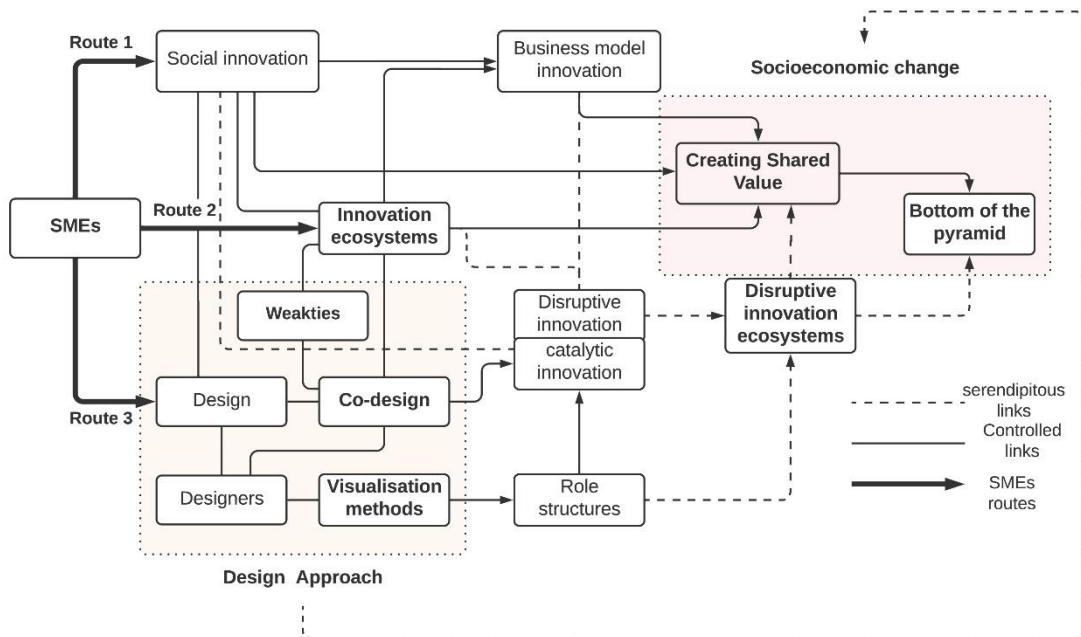 Route 1
Social innovation
Business model
innovation
Socioeconomic change
Creating Shared
Value
SMEs
Route 2
Innovation
ecosystems
Bottom of the
pyramid
Weakties
Disruptive
innovation
catalytic
innovation
Disruptive
innovation
ecosystems
Route 3
Design
Co-design
serendipitous
links
Controlled
links
SMEs
routes
Designers
Visualisation
methods
Role
structures
Design Approach